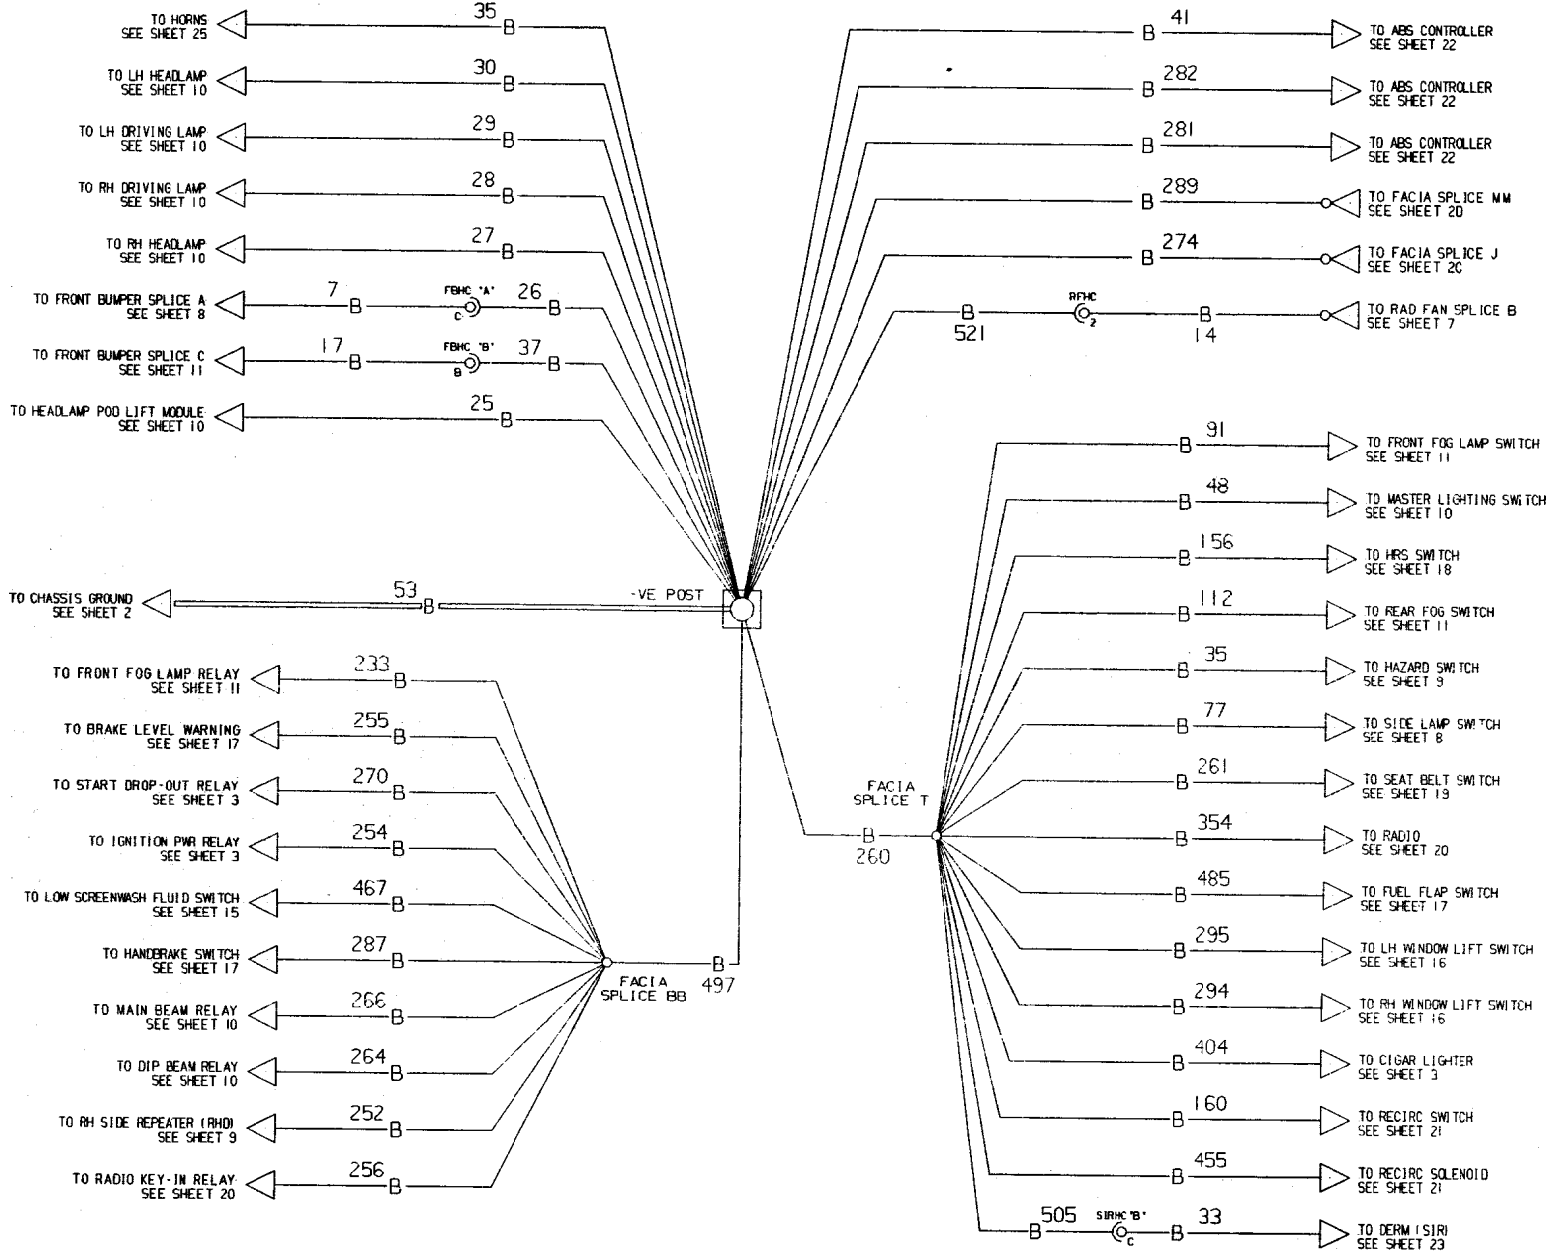 TO HORNS
SEE SHEET 25
35
B
TO LH HEADLAMP
SEE SHEET 10
30
B
TO LH DRIVING LAMP
SEE SHEET 10
29
B
TO RH DRIVING LAMP
SEE SHEET 10
28
B
TO RH HEADLAMP
SEE SHEET 10
27
B
TO FRONT BUMPER SPLICE A
SEE SHEET 8
7
B
FBHC "A"
C
26
B
TO FRONT BUMPER SPLICE C
SEE SHEET 11
17
B
FBHC "B"
B
37
B
TO HEADLAMP POD LIFT MODULE
SEE SHEET 10
25
B
41
B
TO ABS CONTROLLER
SEE SHEET 22
282
B
TO ABS CONTROLLER
SEE SHEET 22
281
B
TO ABS CONTROLLER
SEE SHEET 22
289
B
TO FACIA SPLICE MM
SEE SHEET 20
274
B
TO FACIA SPLICE J
SEE SHEET 20
B
521
RFHC
2
B
14
TO RAD FAN SPLICE B
SEE SHEET 7
TO CHASSIS GROUND
SEE SHEET 2
53
B
-VE POST
TO FRONT FOG LAMP RELAY
SEE SHEET 11
233
B
TO BRAKE LEVEL WARNING
SEE SHEET 17
255
B
TO START DROP-OUT RELAY
SEE SHEET 3
270
B
TO IGNITION PWR RELAY
SEE SHEET 3
254
B
TO LOW SCREENWASH FLUID SWITCH
SEE SHEET 15
467
B
TO HANDBRAKE SWITCH
SEE SHEET 17
287
B
TO MAIN BEAM RELAY
SEE SHEET 10
266
B
TO DIP BEAM RELAY
SEE SHEET 10
264
B
TO RH SIDE REPEATER (RHD)
SEE SHEET 9
252
B
TO RADIO KEY-IN RELAY
SEE SHEET 20
256
B
FACIA
SPLICE BB
B
497
FACIA
SPLICE T
B
260
91
B
TO FRONT FOG LAMP SWITCH
SEE SHEET 11
48
B
TO MASTER LIGHTING SWITCH
SEE SHEET 10
156
B
TO HRS SWITCH
SEE SHEET 18
112
B
TO REAR FOG SWITCH
SEE SHEET 11
35
B
TO HAZARD SWITCH
SEE SHEET 9
77
B
TO SIDE LAMP SWITCH
SEE SHEET 8
261
B
TO SEAT BELT SWITCH
SEE SHEET 19
354
B
TO RADIO
SEE SHEET 20
485
B
TO FUEL FLAP SWITCH
SEE SHEET 17
295
B
TO LH WINDOW LIFT SWITCH
SEE SHEET 16
294
B
TO RH WINDOW LIFT SWITCH
SEE SHEET 16
404
B
TO CIGAR LIGHTER
SEE SHEET 3
160
B
TO RECIRC SWITCH
SEE SHEET 21
455
B
TO RECIRC SOLENOID
SEE SHEET 21
505
B
SIRHC "B"
C
33
B
TO DERM (SIR)
SEE SHEET 23